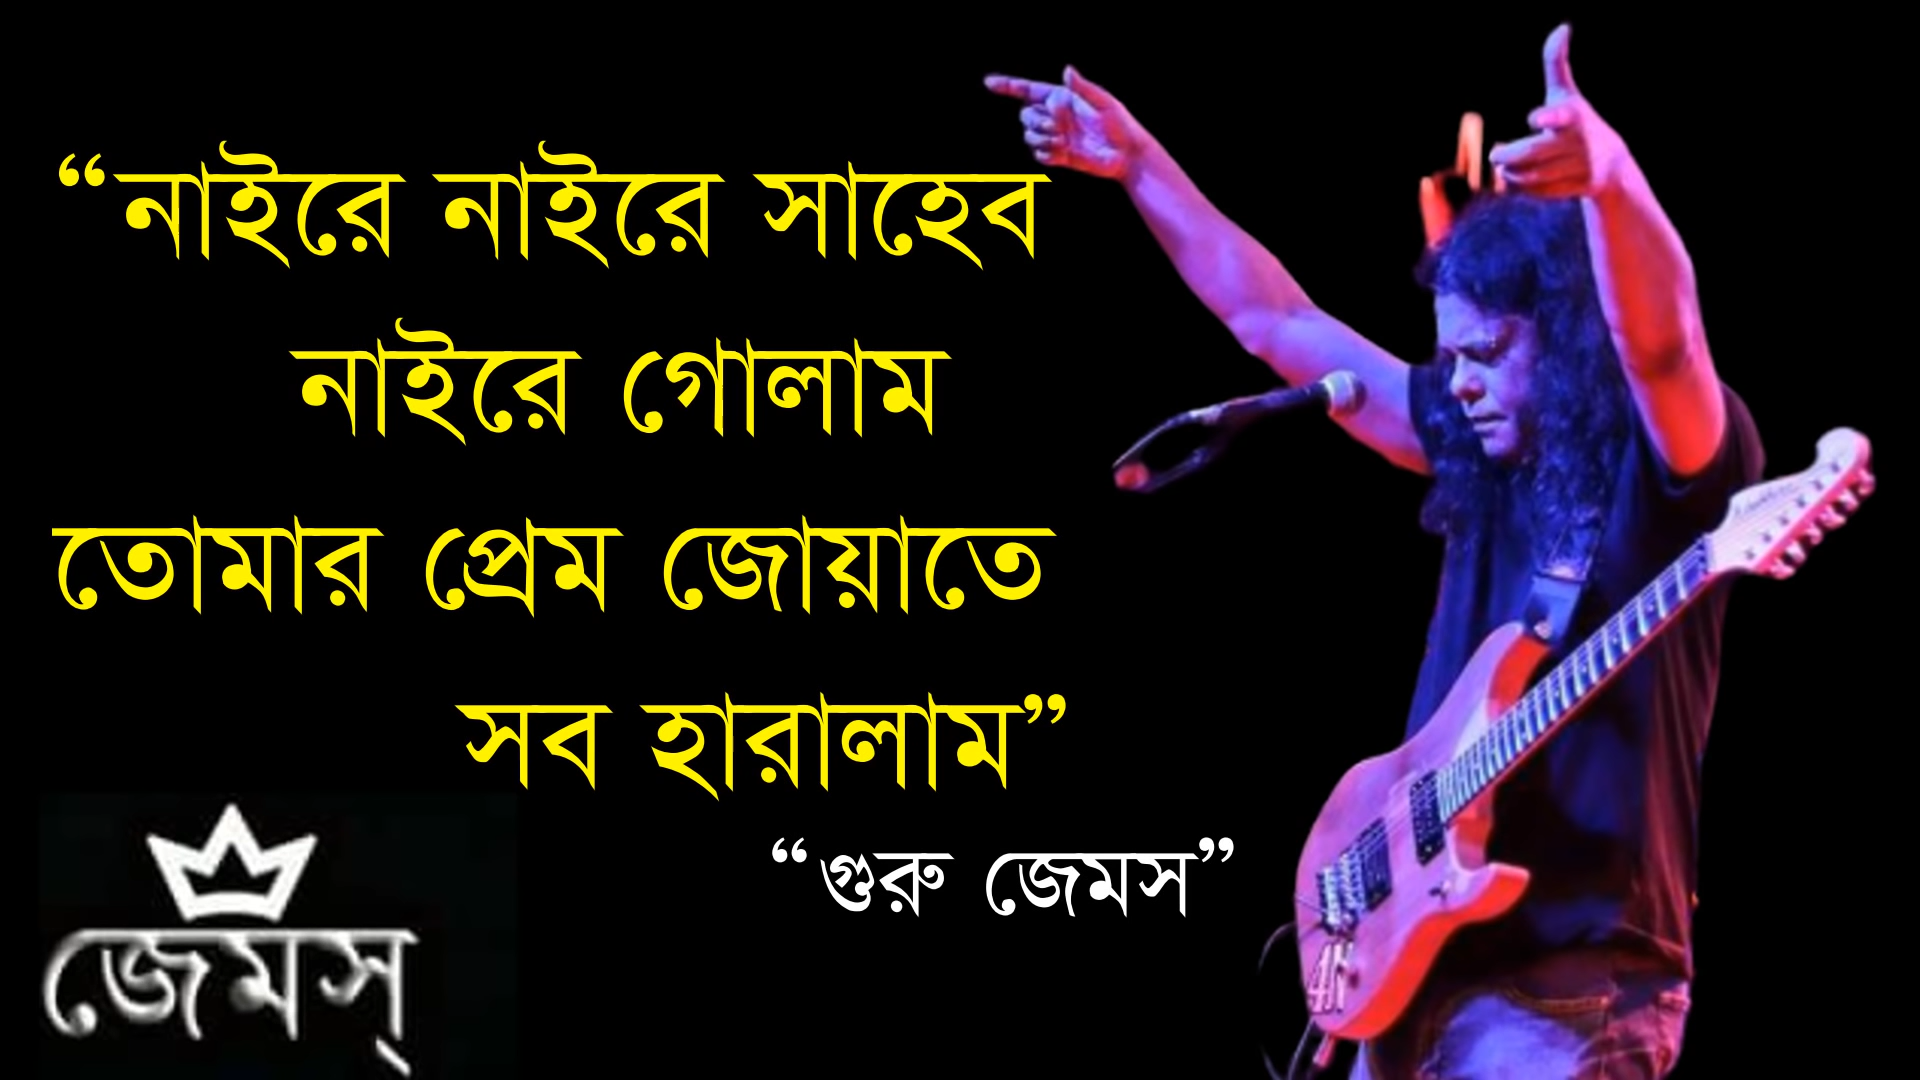 “নাইরে নাইরে সাহেব
নাইরে গোলাম
তোমার প্রেম জোয়াতে
সব হারালাম”
“গুরু জেমস”
জেমস্